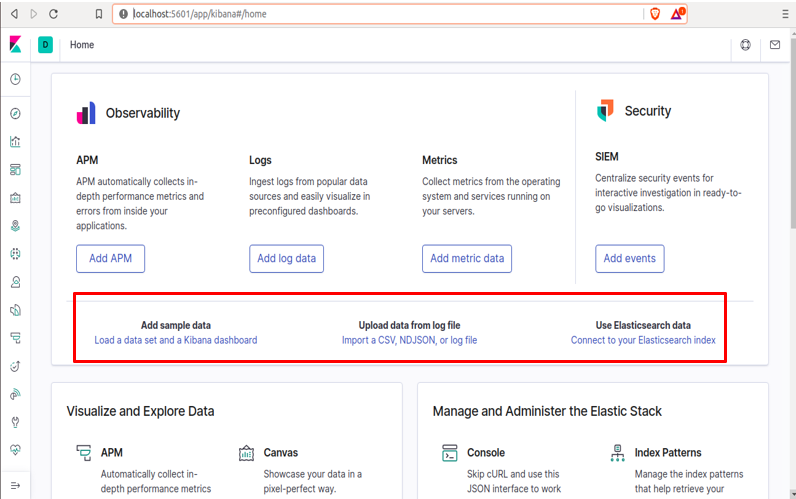 localhost:5601/app/kibana#/home
D
Home
Observability
Security
APM
APM automatically collects in-
depth performance metrics and
errors from inside your
applications.
Add APM
Logs
Ingest logs from popular data
sources and easily visualize in
preconfigured dashboards.
Add log data
Metrics
Collect metrics from the operating
system and services running on
your servers.
Add metric data
SIEM
Centralize security events for
interactive investigation in ready-to-
go visualizations.
Add events
Add sample data
Load a data set and a Kibana dashboard
Upload data from log file
Import a CSV, NDJSON, or log file
Use Elasticsearch data
Connect to your Elasticsearch index
Visualize and Explore Data
APM
Automatically collect in-
depth performance metrics
Canvas
Showcase your data in a
pixel-perfect way.
Manage and Administer the Elastic Stack
Console
Skip cURL and use this
JSON interface to work
Index Patterns
Manage the index patterns
that help retrieve your